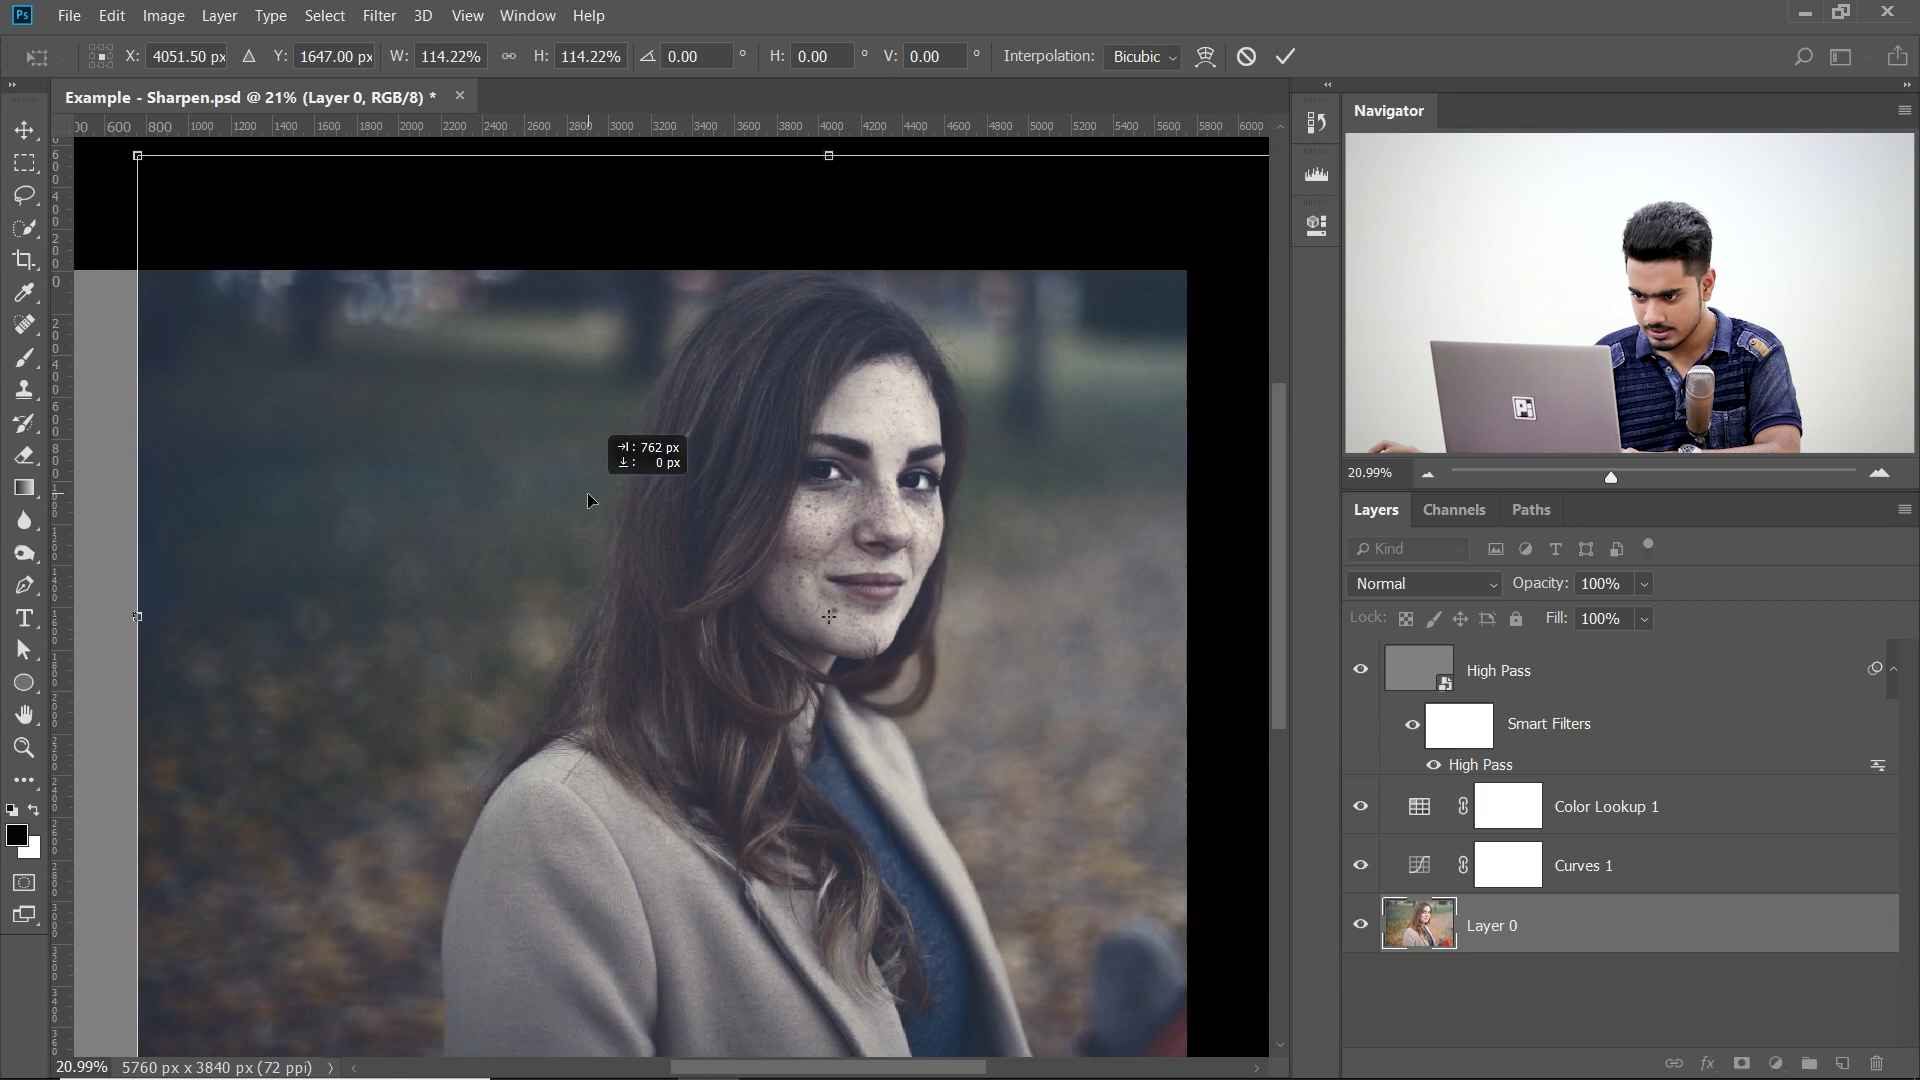 Ps File Edit Image Layer Type Select Filter 3D View Window Help
X: 4051.50 px Y: 1647.00 px W: 114.22% H: 114.22% 0.00 ° H: 0.00 ° V: 0.00 ° Interpolation: Bicubic
Example - Sharpen.psd @ 21% (Layer 0, RGB/8) *
600 800 1000 1200 1400 1600 1800 2000 2200 2400 2600 2800 3000 3200 3400 3600 3800 4000 4200 4400 4600 4800 5000 5200 5400 5600 5800 6000
Navigator
762 px
0 px
20.99%
Layers Channels Paths
Kind
Normal Opacity: 100%
Lock: Fill: 100%
High Pass
Smart Filters
High Pass
Color Lookup 1
Curves 1
Layer 0
20.99% 5760 px x 3840 px (72 ppi)
fx